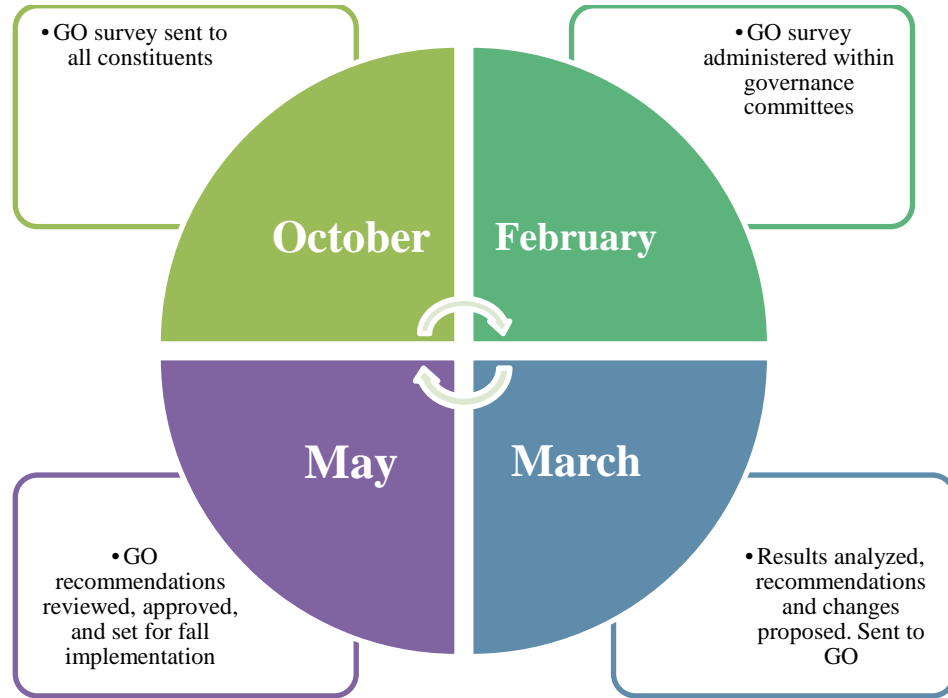 • GO survey sent to
all constituents
• GO survey
administered within
governance
committees
October
February
May
March
• GO
recommendations
reviewed, approved,
and set for fall
implementation
• Results analyzed,
recommendations
and changes
proposed. Sent to
GO